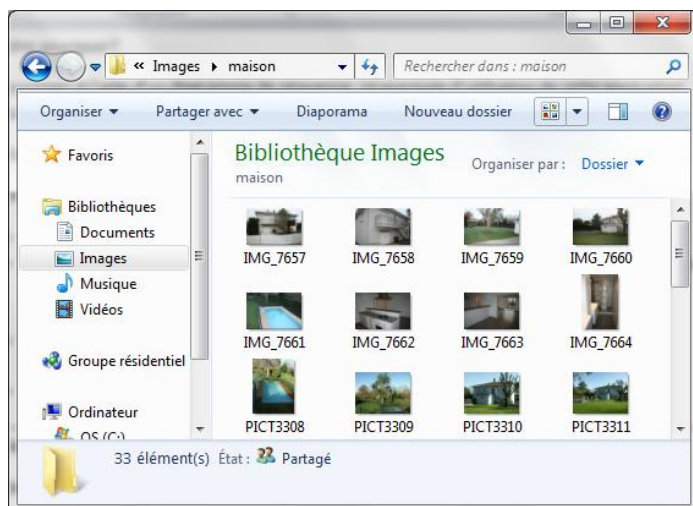 « Images ▸ maison
Rechercher dans : maison
Organiser ▾ Partager avec ▾ Diaporama Nouveau dossier
Favoris
Bibliothèques
Documents
Images
Musique
Vidéos
Groupe résidentiel
Ordinateur
OS (C:)
Bibliothèque Images
maison
Organiser par : Dossier ▾
IMG_7657 IMG_7658 IMG_7659 IMG_7660
IMG_7661 IMG_7662 IMG_7663 IMG_7664
PICT3308 PICT3309 PICT3310 PICT3311
33 élément(s) État : Partagé